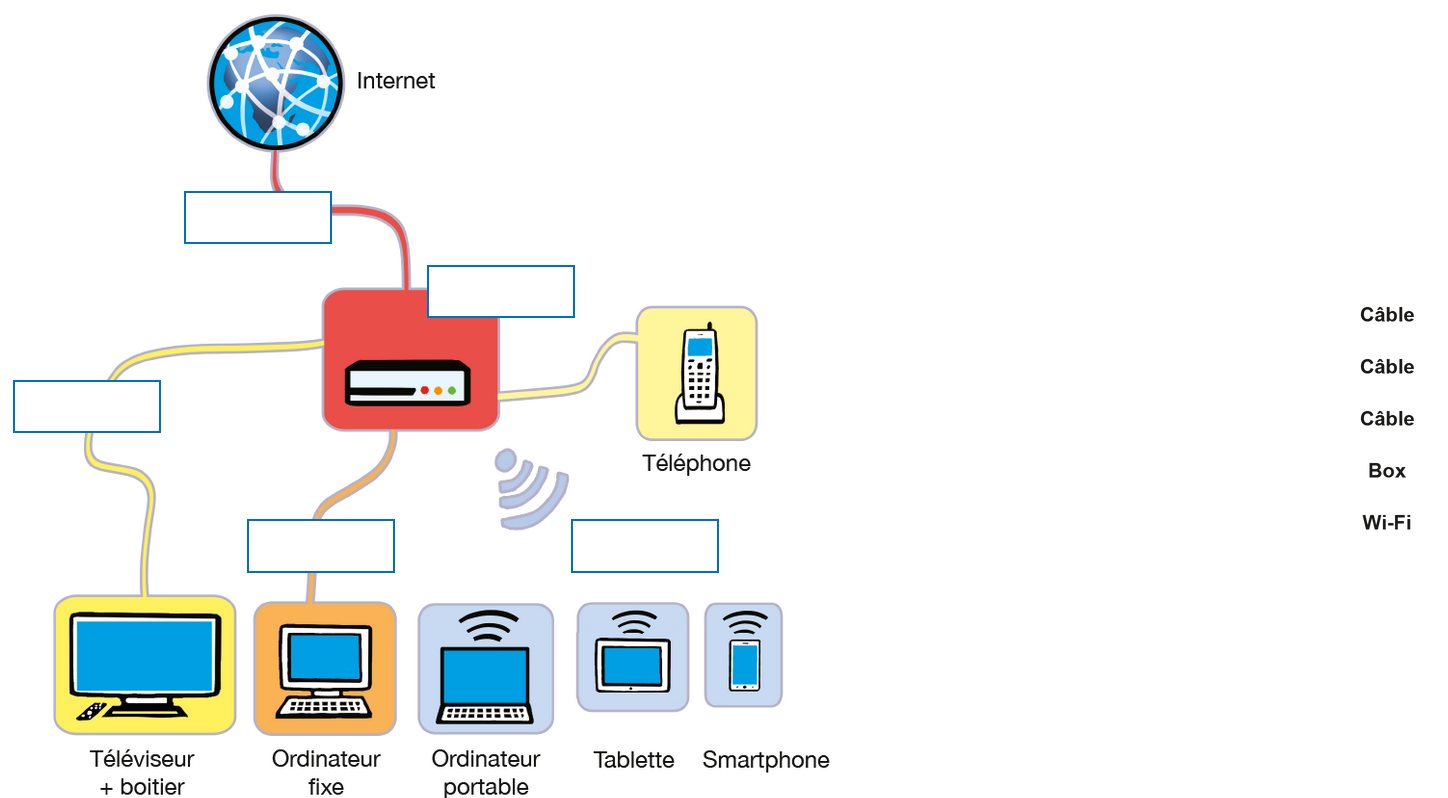 Internet
Câble
Câble
Câble
Box
Wi-Fi
Téléphone
Téléviseur
+ boitier
Ordinateur
fixe
Ordinateur
portable
Tablette
Smartphone